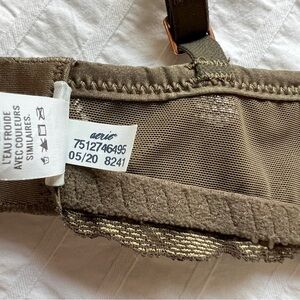 L'EAU FROIDE
AVEC COULEURS
SIMILAIRES.
aerie®
7512746495
05/20 8241